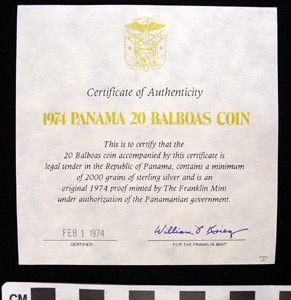 Certificate of Authenticity
1974 PANAMA 20 BALBOAS COIN
This is to certify that the
20 Balboas coin accompanied by this certificate is
legal tender in the Republic of Panama, contains a minimum
of 2000 grains of sterling silver and is an
original 1974 proof minted by The Franklin Mint
under authorization of the Panamanian government.
FEB 1 1974
CERTIFIED
FOR THE FRANKLIN MINT
CM